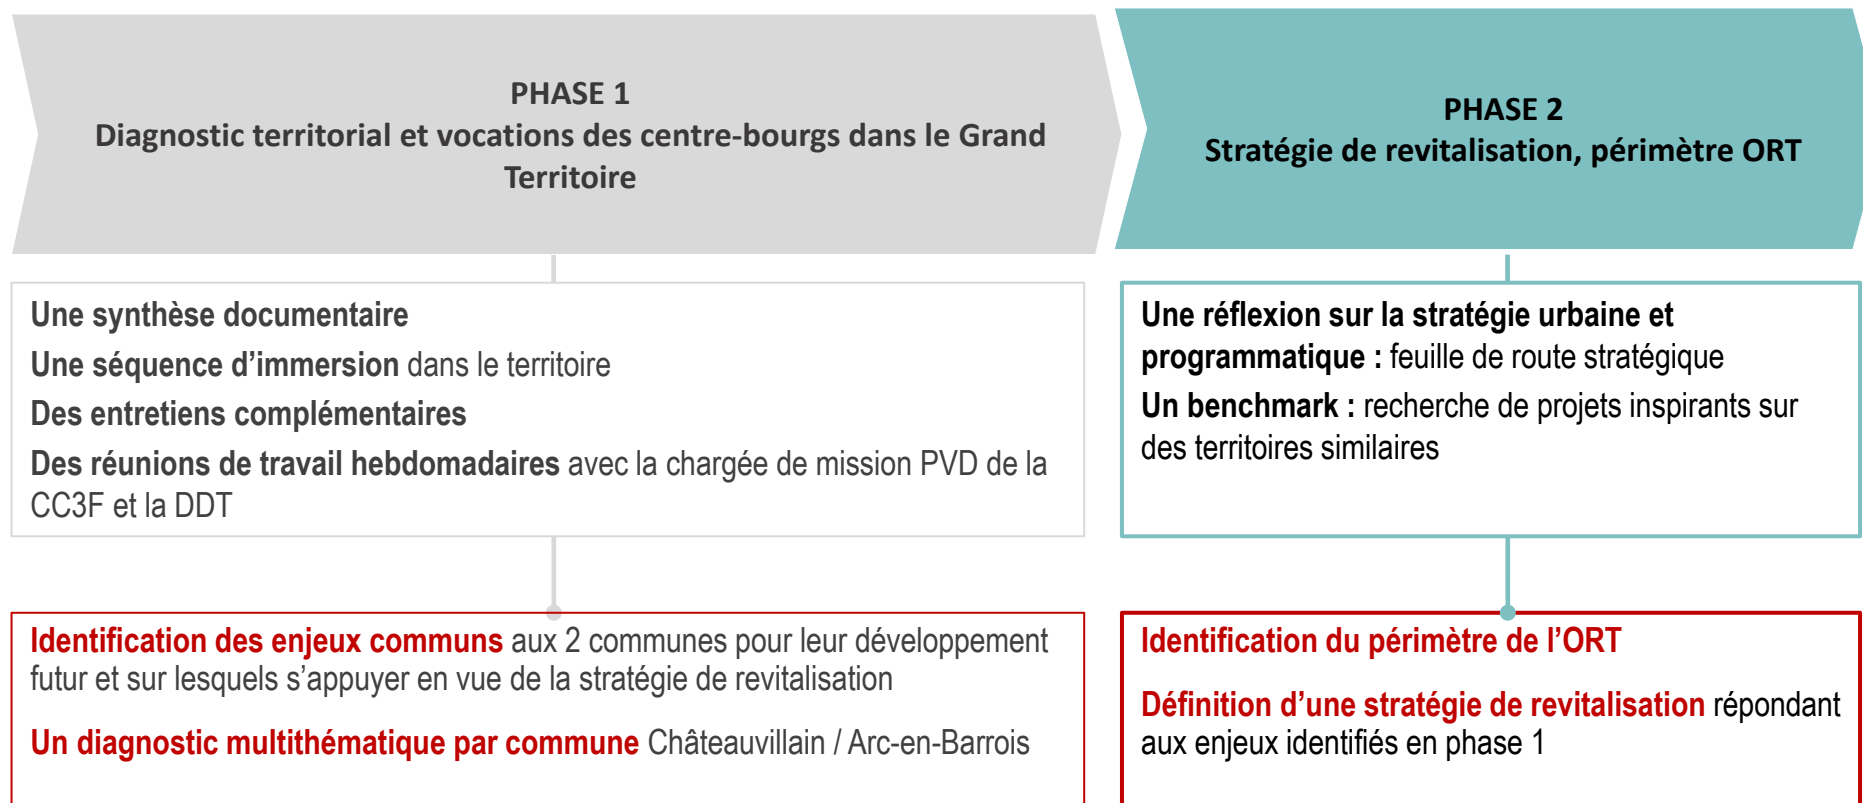 PHASE 1
Diagnostic territorial et vocations des centre-bourgs dans le Grand
Territoire
PHASE 2
Stratégie de revitalisation, périmètre ORT
Une synthèse documentaire
Une séquence d’immersion dans le territoire
Des entretiens complémentaires
Des réunions de travail hebdomadaires avec la chargée de mission PVD de la
CC3F et la DDT
Une réflexion sur la stratégie urbaine et
programmatique : feuille de route stratégique
Un benchmark : recherche de projets inspirants sur
des territoires similaires
Identification des enjeux communs aux 2 communes pour leur développement
futur et sur lesquels s’appuyer en vue de la stratégie de revitalisation
Un diagnostic multithématique par commune Châteauvillain / Arc-en-Barrois
Identification du périmètre de l’ORT
Définition d’une stratégie de revitalisation répondant
aux enjeux identifiés en phase 1